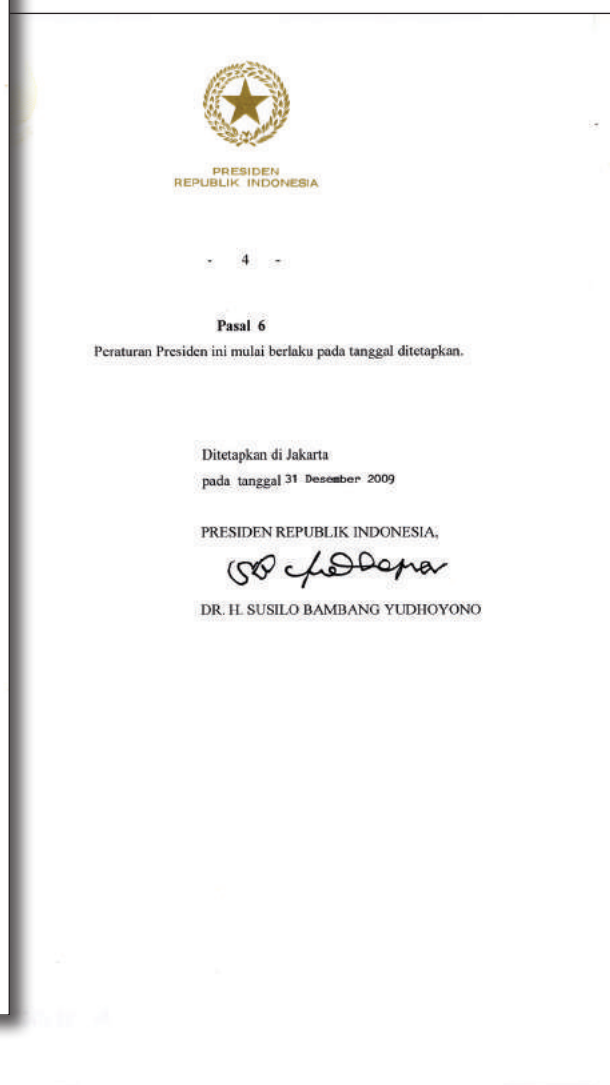 PRESIDEN
REPUBLIK INDONESIA
- 4 -
Pasal 6
Peraturan Presiden ini mulai berlaku pada tanggal ditetapkan.
Ditetapkan di Jakarta
pada tanggal 31 Desember 2009
PRESIDEN REPUBLIK INDONESIA,
DR. H. SUSILO BAMBANG YUDHOYONO